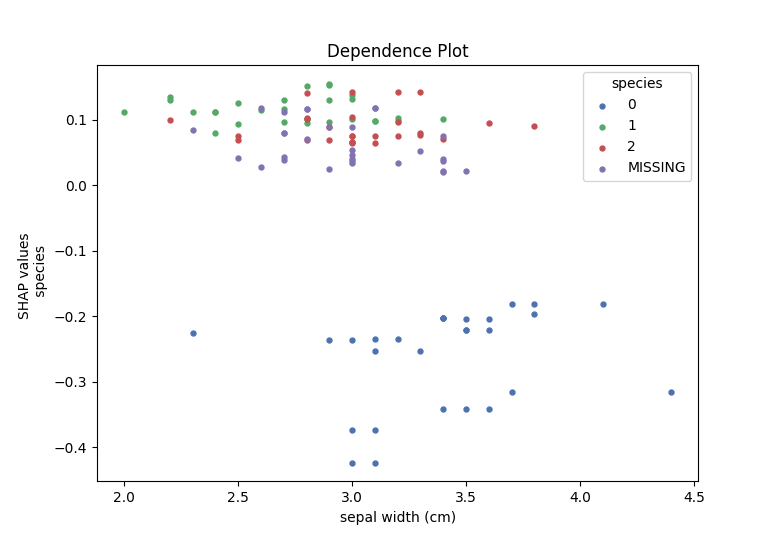 Dependence Plot
species
0
1
2
MISSING
0.1
0.0
−0.1
−0.2
−0.3
−0.4
SHAP values
species
2.0 2.5 3.0 3.5 4.0 4.5
sepal width (cm)